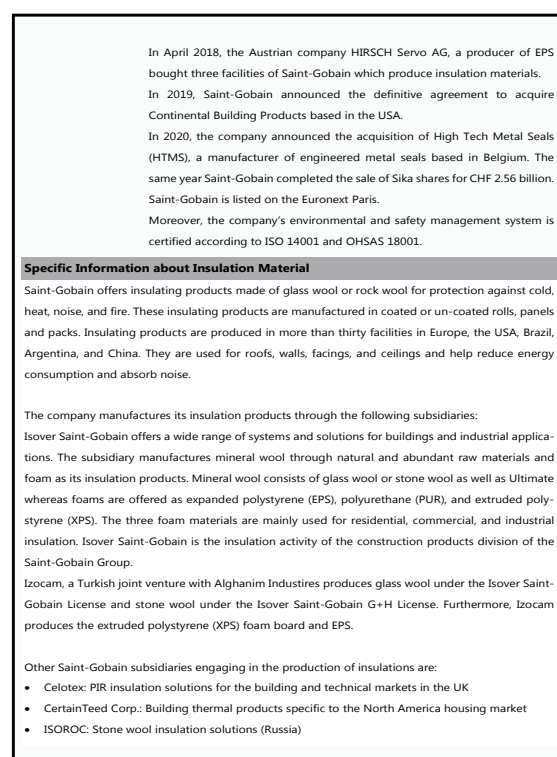 In April 2018, the Austrian company HIRSCH Servo AG, a producer of EPS
bought three facilities of Saint-Gobain which produce insulation materials.
In 2019, Saint-Gobain announced the definitive agreement to acquire
Continental Building Products based in the USA.
In 2020, the company announced the acquisition of High Tech Metal Seals
(HTMS), a manufacturer of engineered metal seals based in Belgium. The
same year Saint-Gobain completed the sale of Sika shares for CHF 2.56 billion.
Saint-Gobain is listed on the Euronext Paris.
Moreover, the company's environmental and safety management system is
certified according to ISO 14001 and OHSAS 18001.
Specific Information about Insulation Material
Saint-Gobain offers insulating products made of glass wool or rock wool for protection against cold,
heat, noise, and fire. These insulating products are manufactured in coated or un-coated rolls, panels
and packs. Insulating products are produced in more than thirty facilities in Europe, the USA, Brazil,
Argentina, and China. They are used for roofs, walls, facings, and ceilings and help reduce energy
consumption and absorb noise.
The company manufactures its insulation products through the following subsidiaries:
Isover Saint-Gobain offers a wide range of systems and solutions for buildings and industrial applica-
tions. The subsidiary manufactures mineral wool through natural and abundant raw materials and
foam as its insulation products. Mineral wool consists of glass wool or stone wool as well as Ultimate
whereas foams are offered as expanded polystyrene (EPS), polyurethane (PUR), and extruded poly-
styrene (XPS). The three foam materials are mainly used for residential, commercial, and industrial
insulation. Isover Saint-Gobain is the insulation activity of the construction products division of the
Saint-Gobain Group.
Izocam, a Turkish joint venture with Alghanim Industires produces glass wool under the Isover Saint-
Gobain License and stone wool under the Isover Saint-Gobain G+H License. Furthermore, Izocam
produces the extruded polystyrene (XPS) foam board and EPS.
Other Saint-Gobain subsidiaries engaging in the production of insulations are:
• Celotex: PIR insulation solutions for the building and technical markets in the UK
• CertainTeed Corp.: Building thermal products specific to the North America housing market
• ISOROC: Stone wool insulation solutions (Russia)